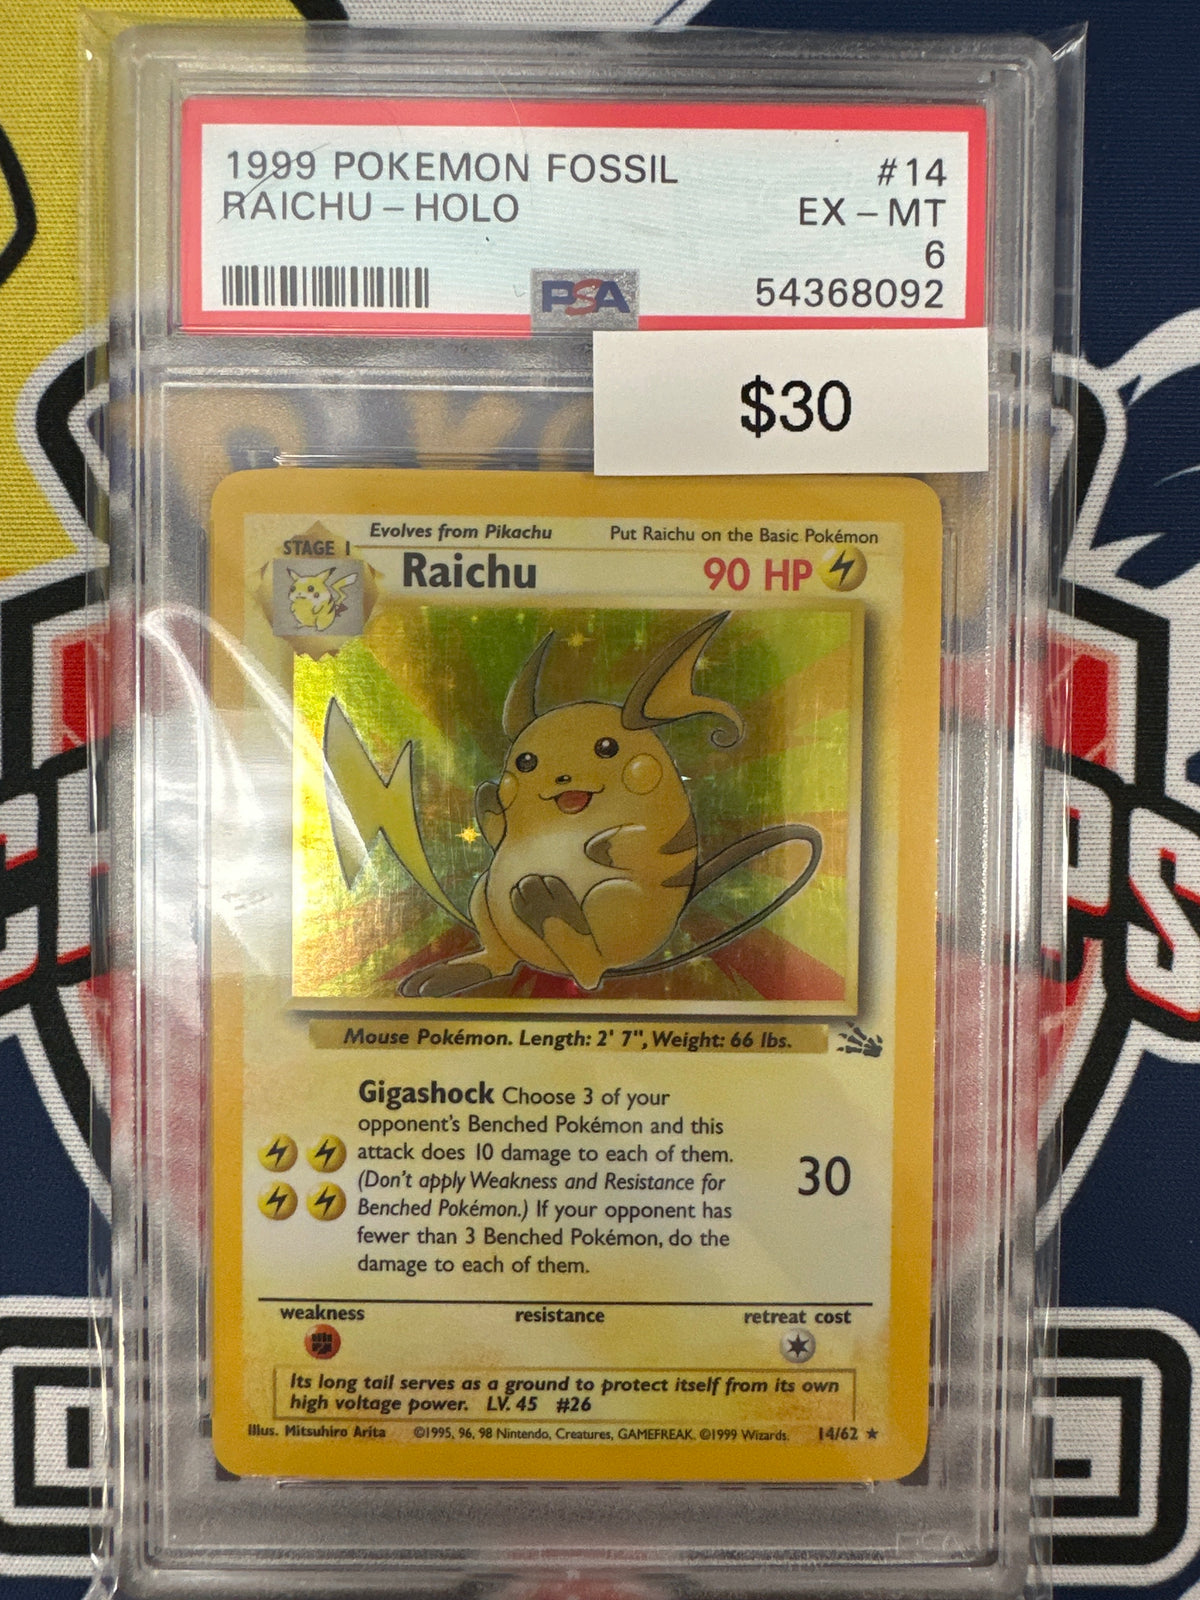 1999 POKEMON FOSSIL #14
RAICHU - HOLO EX - MT
6
PSA 54368092
$30
Evolves from Pikachu Put Raichu on the Basic Pokémon
STAGE 1 Raichu 90 HP
Mouse Pokémon. Length: 2' 7", Weight: 66 lbs.
Gigashock Choose 3 of your
opponent's Benched Pokémon and this
attack does 10 damage to each of them.
(Don't apply Weakness and Resistance for
Benched Pokémon.) If your opponent has
fewer than 3 Benched Pokémon, do the
damage to each of them.
30
weakness resistance retreat cost
Its long tail serves as a ground to protect itself from its own
high voltage power. LV. 45 #26
Illus. Mitsuhiro Arita ©1995, 96, 98 Nintendo, Creatures, GAMEFREAK. ©1999 Wizards. 14/62
PSA